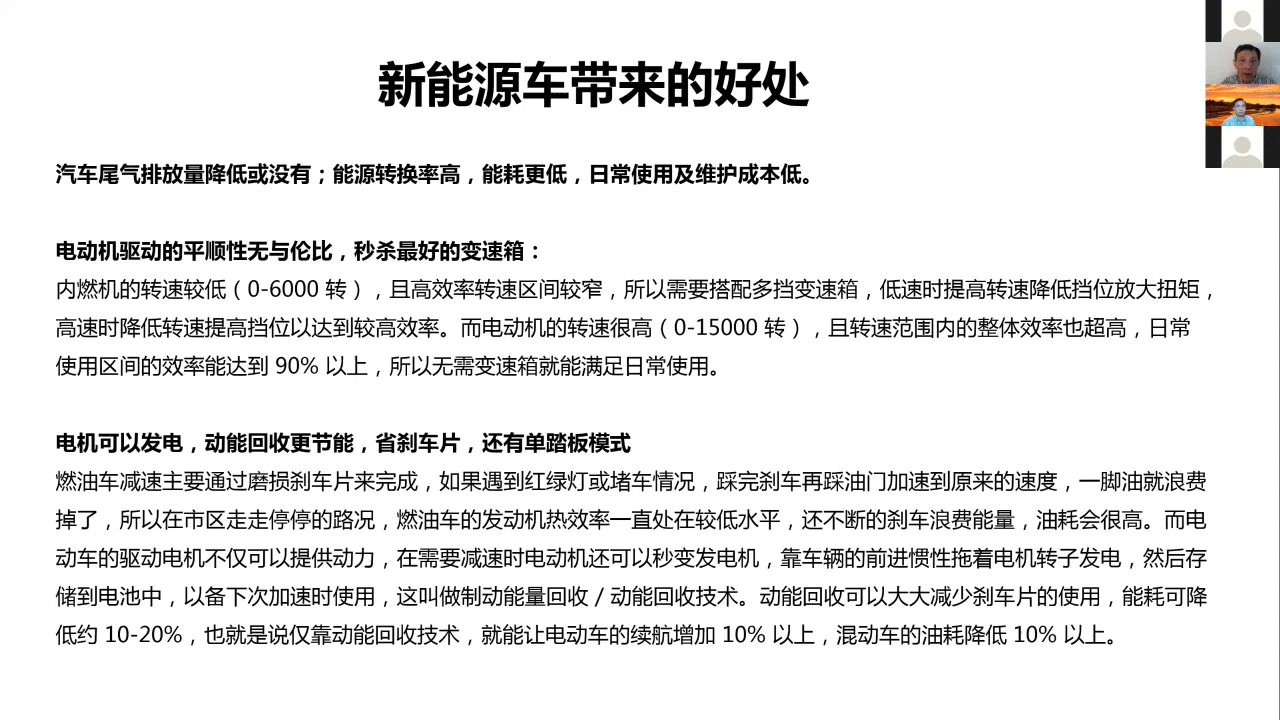 新能源车带来的好处
汽车尾气排放量降低或没有；能源转换率高，能耗更低，日常使用及维护成本低。
电动机驱动的平顺性无与伦比，秒杀最好的变速箱：
内燃机的转速较低（0-6000 转），且高效率转速区间较窄，所以需要搭配多挡变速箱，低速时提高转速降低挡位放大扭矩，
高速时降低转速提高挡位以达到较高效率。而电动机的转速很高（0-15000 转），且转速范围内的整体效率也超高，日常
使用区间的效率能达到 90% 以上，所以无需变速箱就能满足日常使用。
电机可以发电，动能回收更节能，省刹车片，还有单踏板模式
燃油车减速主要通过磨损刹车片来完成，如果遇到红绿灯或堵车情况，踩完刹车再踩油门加速到原来的速度，一脚油就浪费
掉了，所以在市区走走停停的路况，燃油车的发动机热效率一直处在较低水平，还不断的刹车浪费能量，油耗会很高。而电
动车的驱动电机不仅可以提供动力，在需要减速时电动机还可以秒变发电机，靠车辆的前进惯性拖着电机转子发电，然后存
储到电池中，以备下次加速时使用，这叫做制动能量回收 / 动能回收技术。动能回收可以大大减少刹车片的使用，能耗可降
低约 10-20%，也就是说仅靠动能回收技术，就能让电动车的续航增加 10% 以上，混动车的油耗降低 10% 以上。